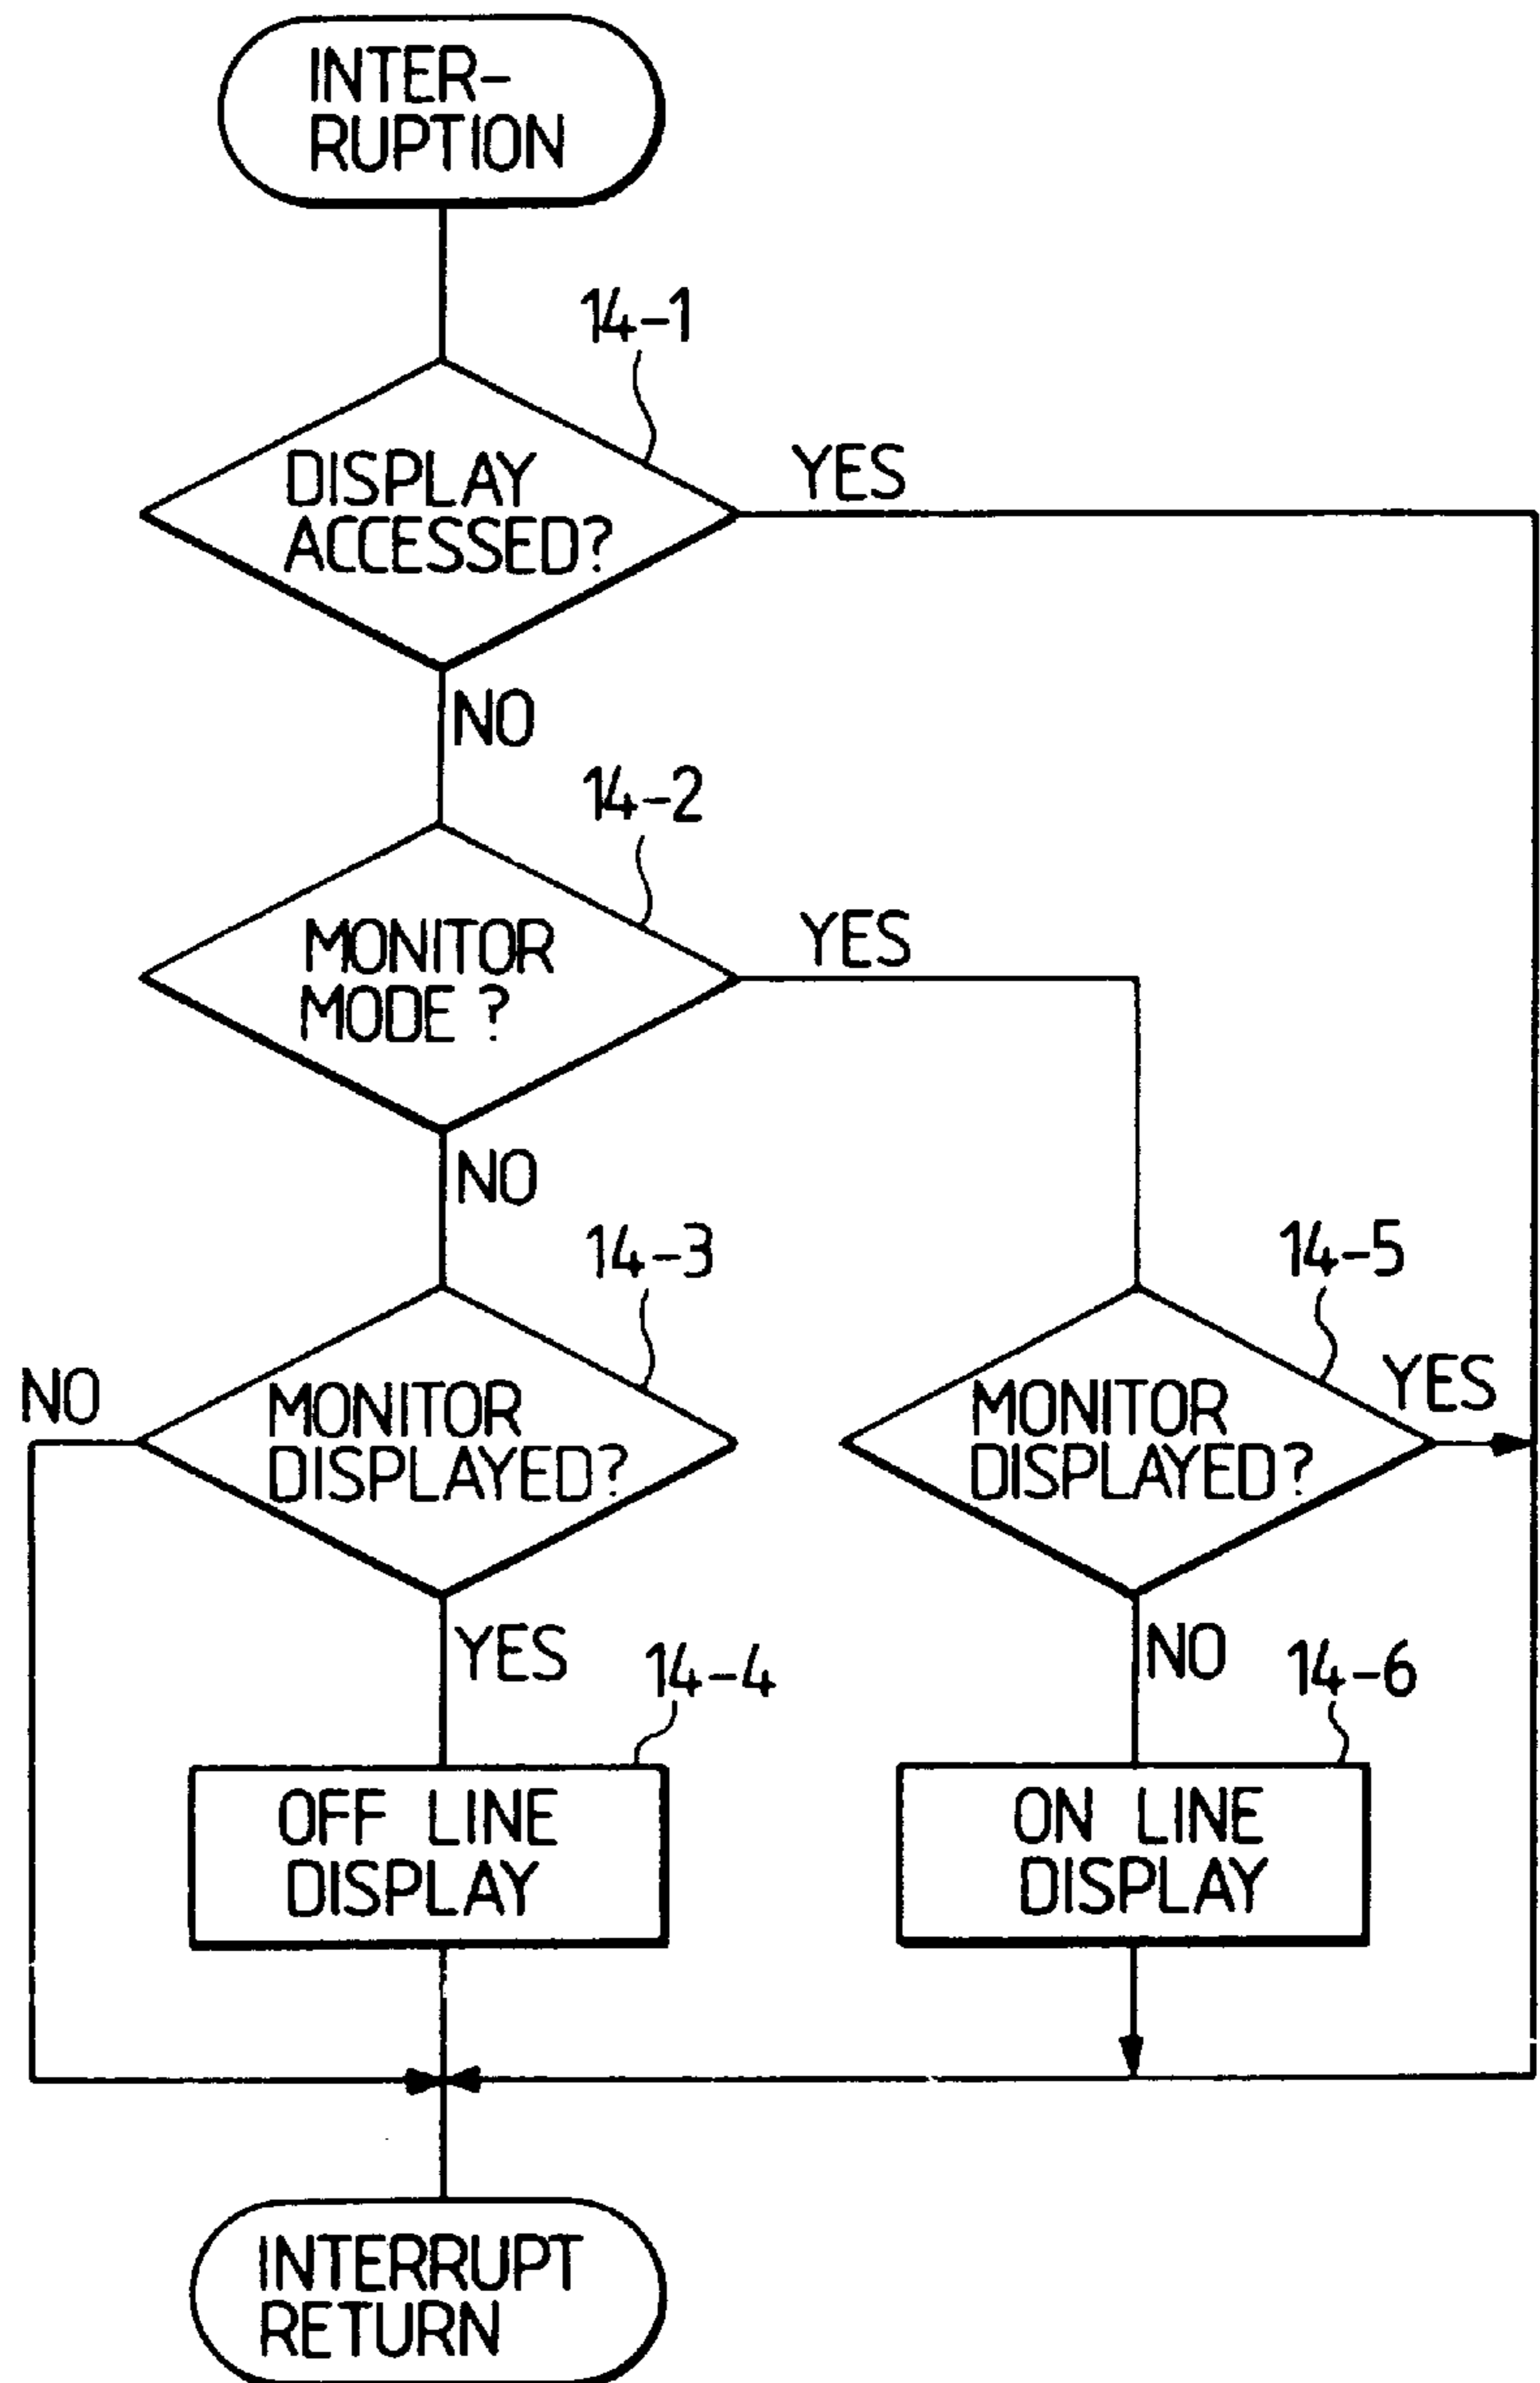 INTER-
RUPTION
14-1
DISPLAY
ACCESSED?
YES
NO
14-2
MONITOR
MODE ?
YES
NO
14-3
14-5
NO
MONITOR
DISPLAYED?
MONITOR
DISPLAYED?
YES
YES
14-4
NO
14-6
OFF LINE
DISPLAY
ON LINE
DISPLAY
INTERRUPT
RETURN